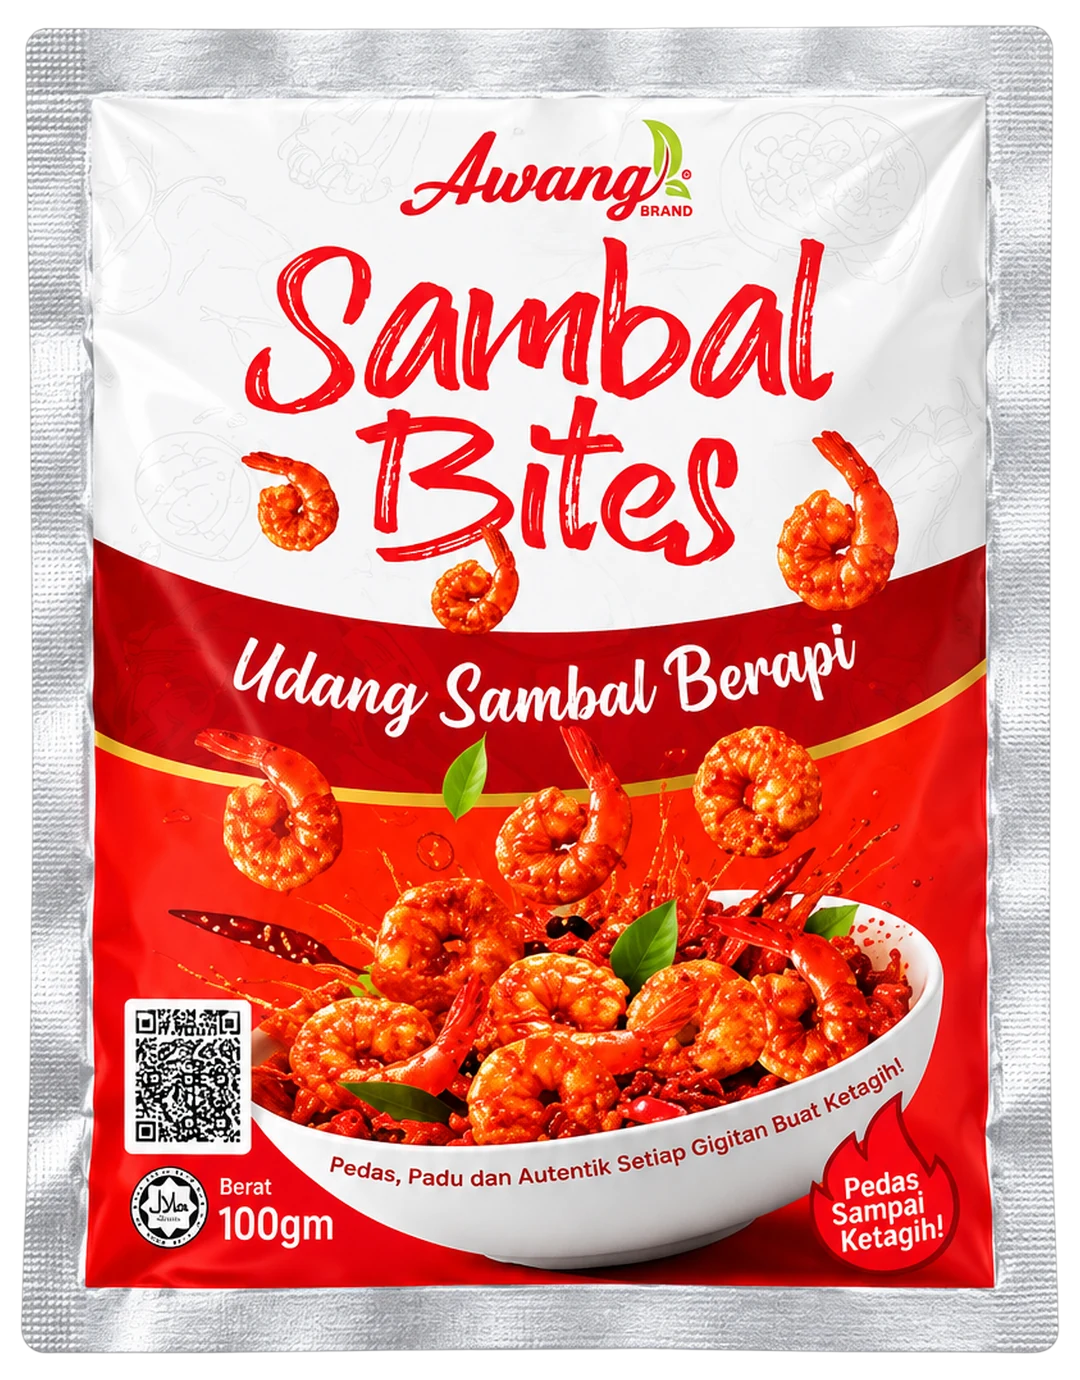 Awang
BRAND
Sambal
Bites
Udang Sambal Berapi
Pedas, Padu dan Autentik Setiap Gigitan Buat Ketagih!
Pedas
Sampai
Ketagih!
Berat
100gm